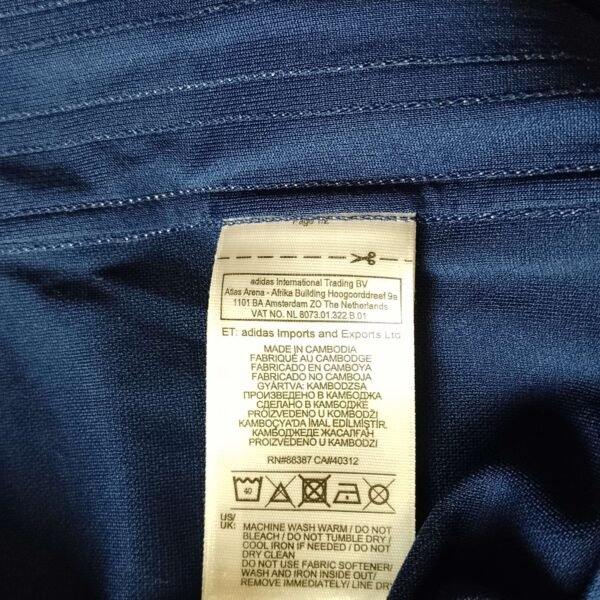 Page 1/2
adidas International Trading BV
Atlas Arena - Afrika Building Hoogoorddreef 9a
1101 BA Amsterdam ZO The Netherlands
VAT NO. NL 8073.01.322.B.01
ET: adidas Imports and Exports Ltd
MADE IN CAMBODIA
FABRIQUÉ AU CAMBODGE
FABRICADO EN CAMBOYA
FABRICADO NO CAMBOJA
GYÁRTVA: KAMBODZSA
ПРОИЗВЕДЕНО В КАМБОДЖА
СДЕЛАНО В КАМБОДЖЕ
PROIZVEDENO U KOMBODŽI
KAMBOÇYA'DA İMAL EDİLMİŞTİR.
КАМБОДЖЕДЕ ЖАСАЛҒАН
PROIZVEDENO U KAMBODZI
RN#88387 CA#40312
40
US/
UK: MACHINE WASH WARM / DO NOT
BLEACH / DO NOT TUMBLE DRY /
COOL IRON IF NEEDED / DO NOT
DRY CLEAN
DO NOT USE FABRIC SOFTENER/
WASH AND IRON INSIDE OUT/
REMOVE IMMEDIATELY/ LINE DRY